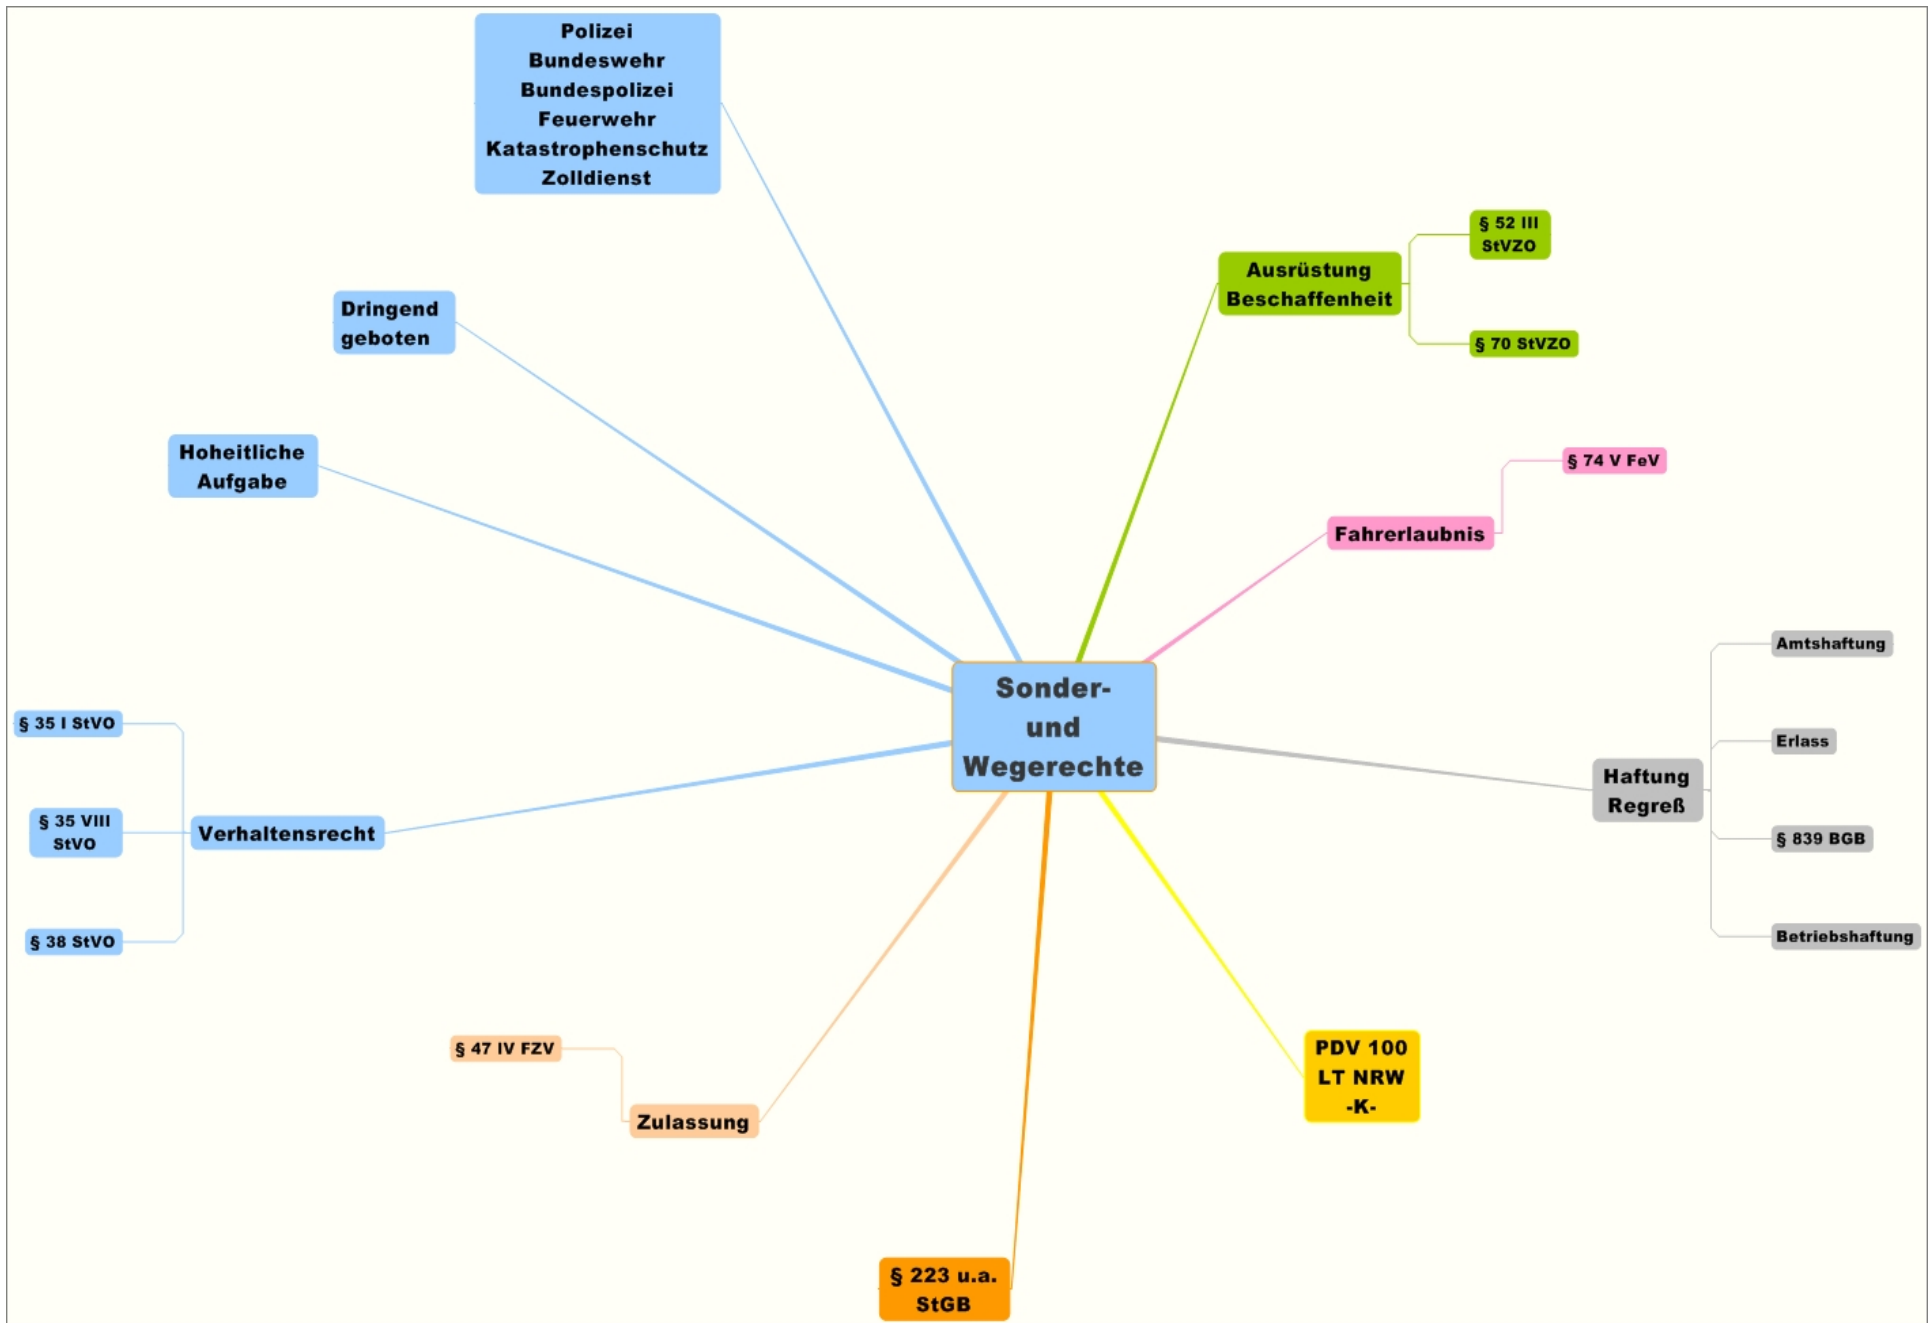 Polizei
Bundeswehr
Bundespolizei
Feuerwehr
Katastrophenschutz
Zolldienst
Dringend
geboten
Hoheitliche
Aufgabe
§ 35 I StVO
§ 35 VIII
StVO
§ 38 StVO
Verhaltensrecht
§ 47 IV FZV
Zulassung
§ 223 u.a.
StGB
Sonder-
und
Wegerechte
Ausrüstung
Beschaffenheit
§ 52 III
StVZO
§ 70 StVZO
§ 74 V FeV
Fahrerlaubnis
Haftung
Regreß
Amtshaftung
Erlass
§ 839 BGB
Betriebshaftung
PDV 100
LT NRW
-K-